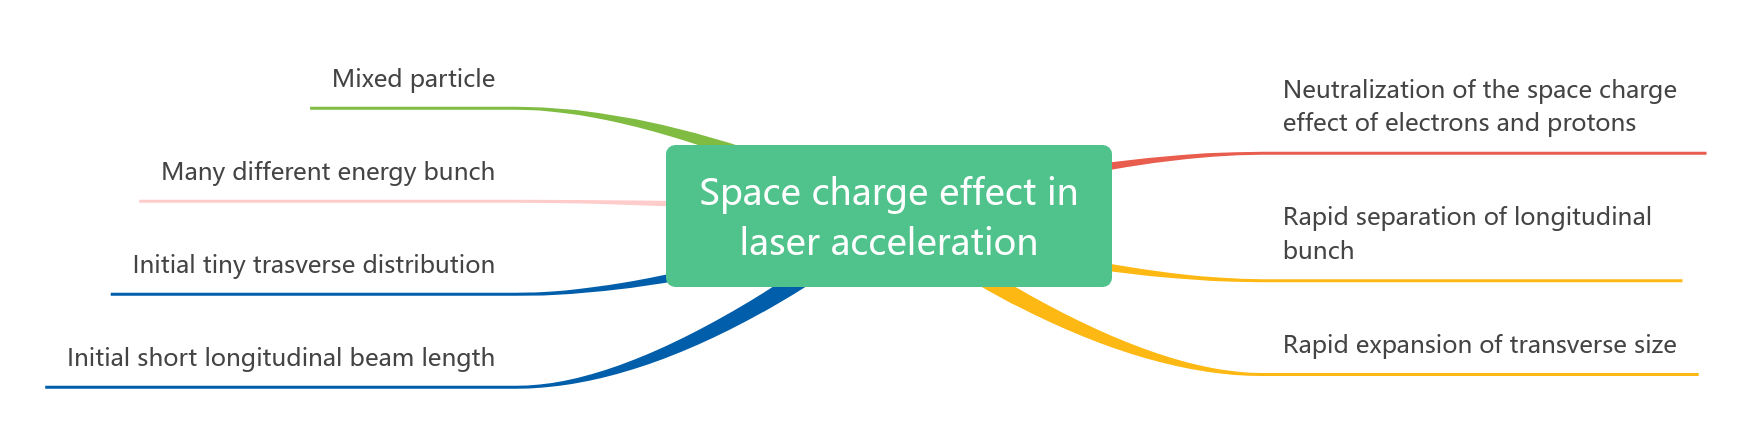 Mixed particle
Many different energy bunch
Initial tiny trasverse distribution
Initial short longitudinal beam length
Space charge effect in
laser acceleration
Neutralization of the space charge
effect of electrons and protons
Rapid separation of longitudinal
bunch
Rapid expansion of transverse size